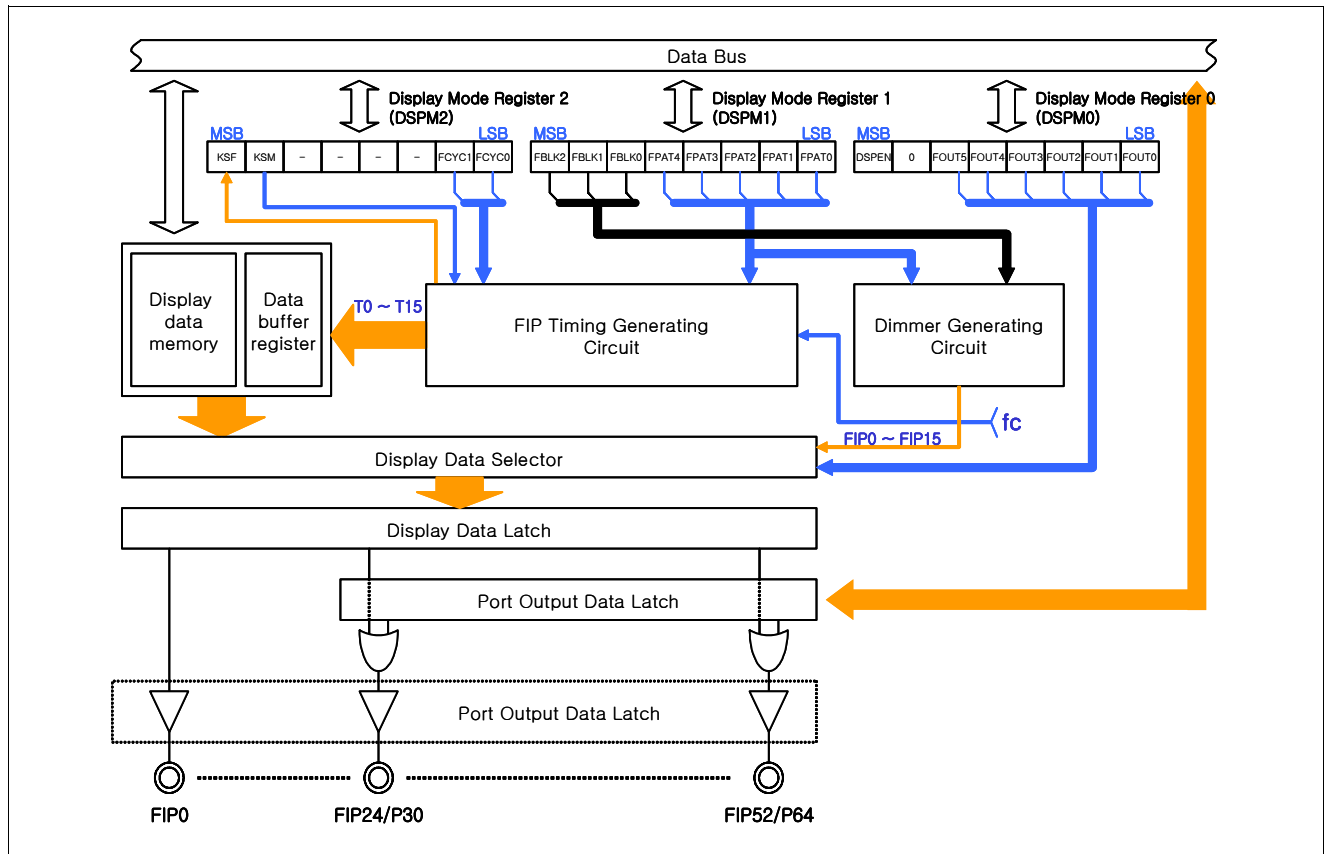 Data Bus
Display Mode Register 2
(DSPM2)
Display Mode Register 1
(DSPM1)
Display Mode Register 0
(DSPM0)
MSB LSB MSB LSB MSB LSB
KSF KSM - - - - FCYC1 FCYC0
FBLK2 FBLK1 FBLK0 FPAT4 FPAT3 FPAT2 FPAT1 FPAT0
DSPEN 0 FOUT5 FOUT4 FOUT3 FOUT2 FOUT1 FOUT0
Display
data
memory
Data
buffer
register
T0 ~ T15
FIP Timing Generating
Circuit
Dimmer Generating
Circuit
fc
FIP0 ~ FIP15
Display Data Selector
Display Data Latch
Port Output Data Latch
Port Output Data Latch
FIP0 FIP24/P30 FIP52/P64